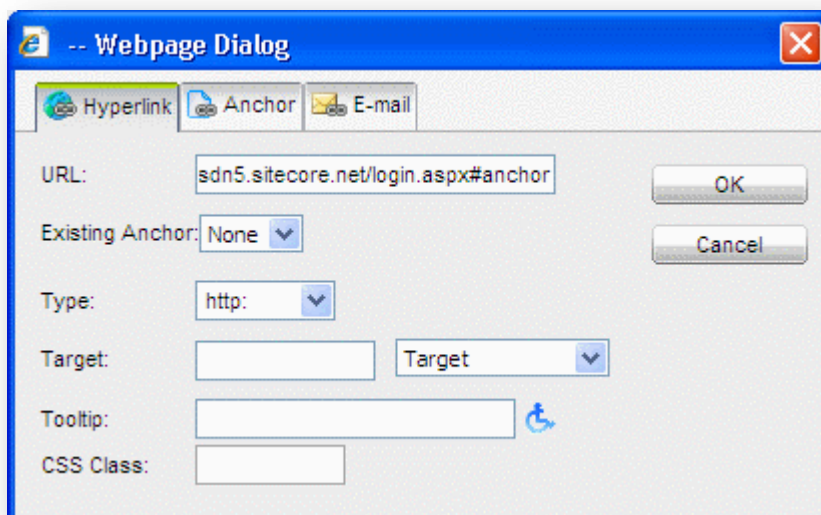 -- Webpage Dialog
Hyperlink Anchor E-mail
URL: sdn5.sitecore.net/login.aspx#anchor OK
Existing Anchor: None Cancel
Type: http:
Target: Target
Tooltip:
CSS Class: